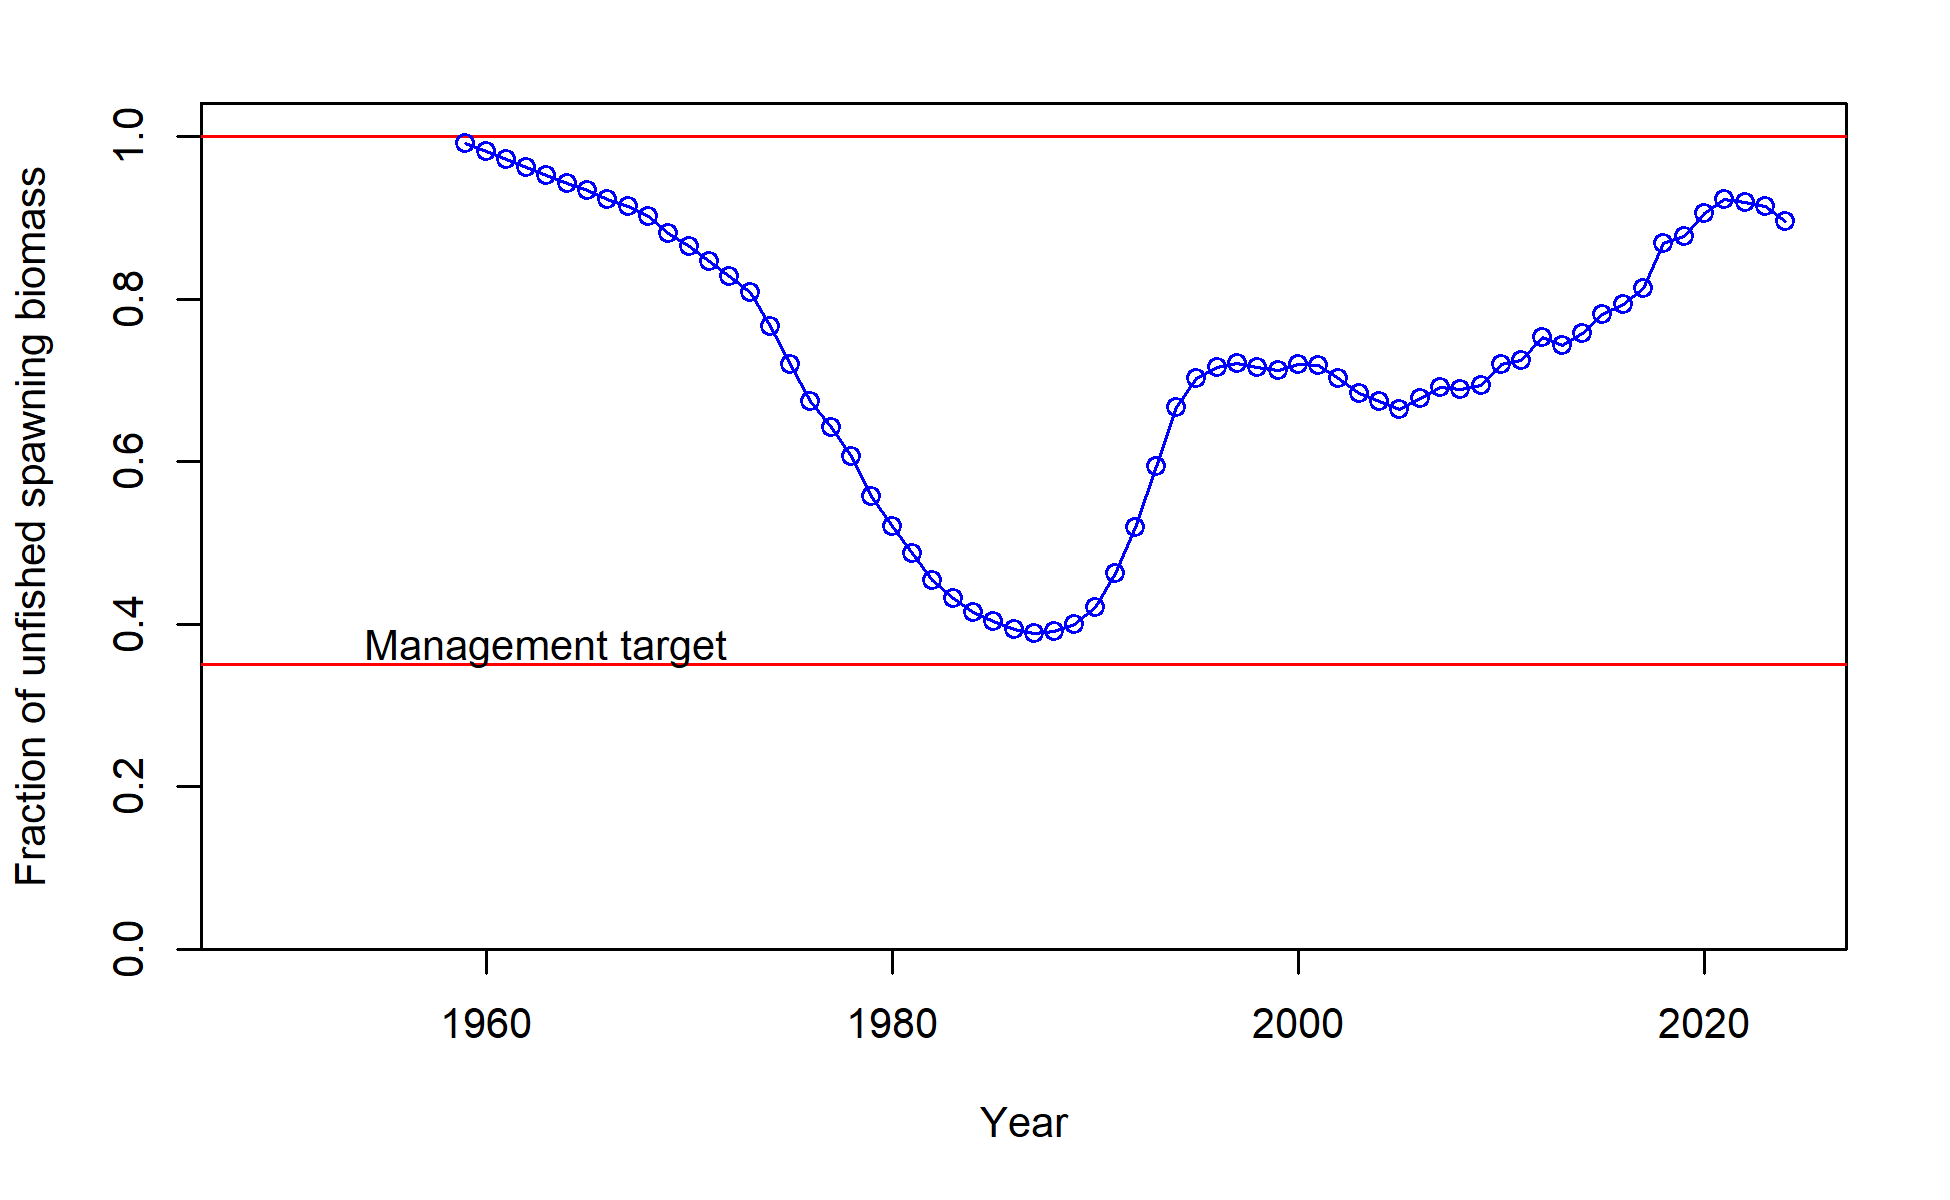 Fraction of unfished spawning biomass
1.0
0.8
0.6
0.4
0.2
0.0
Management target
1960 1980 2000 2020
Year